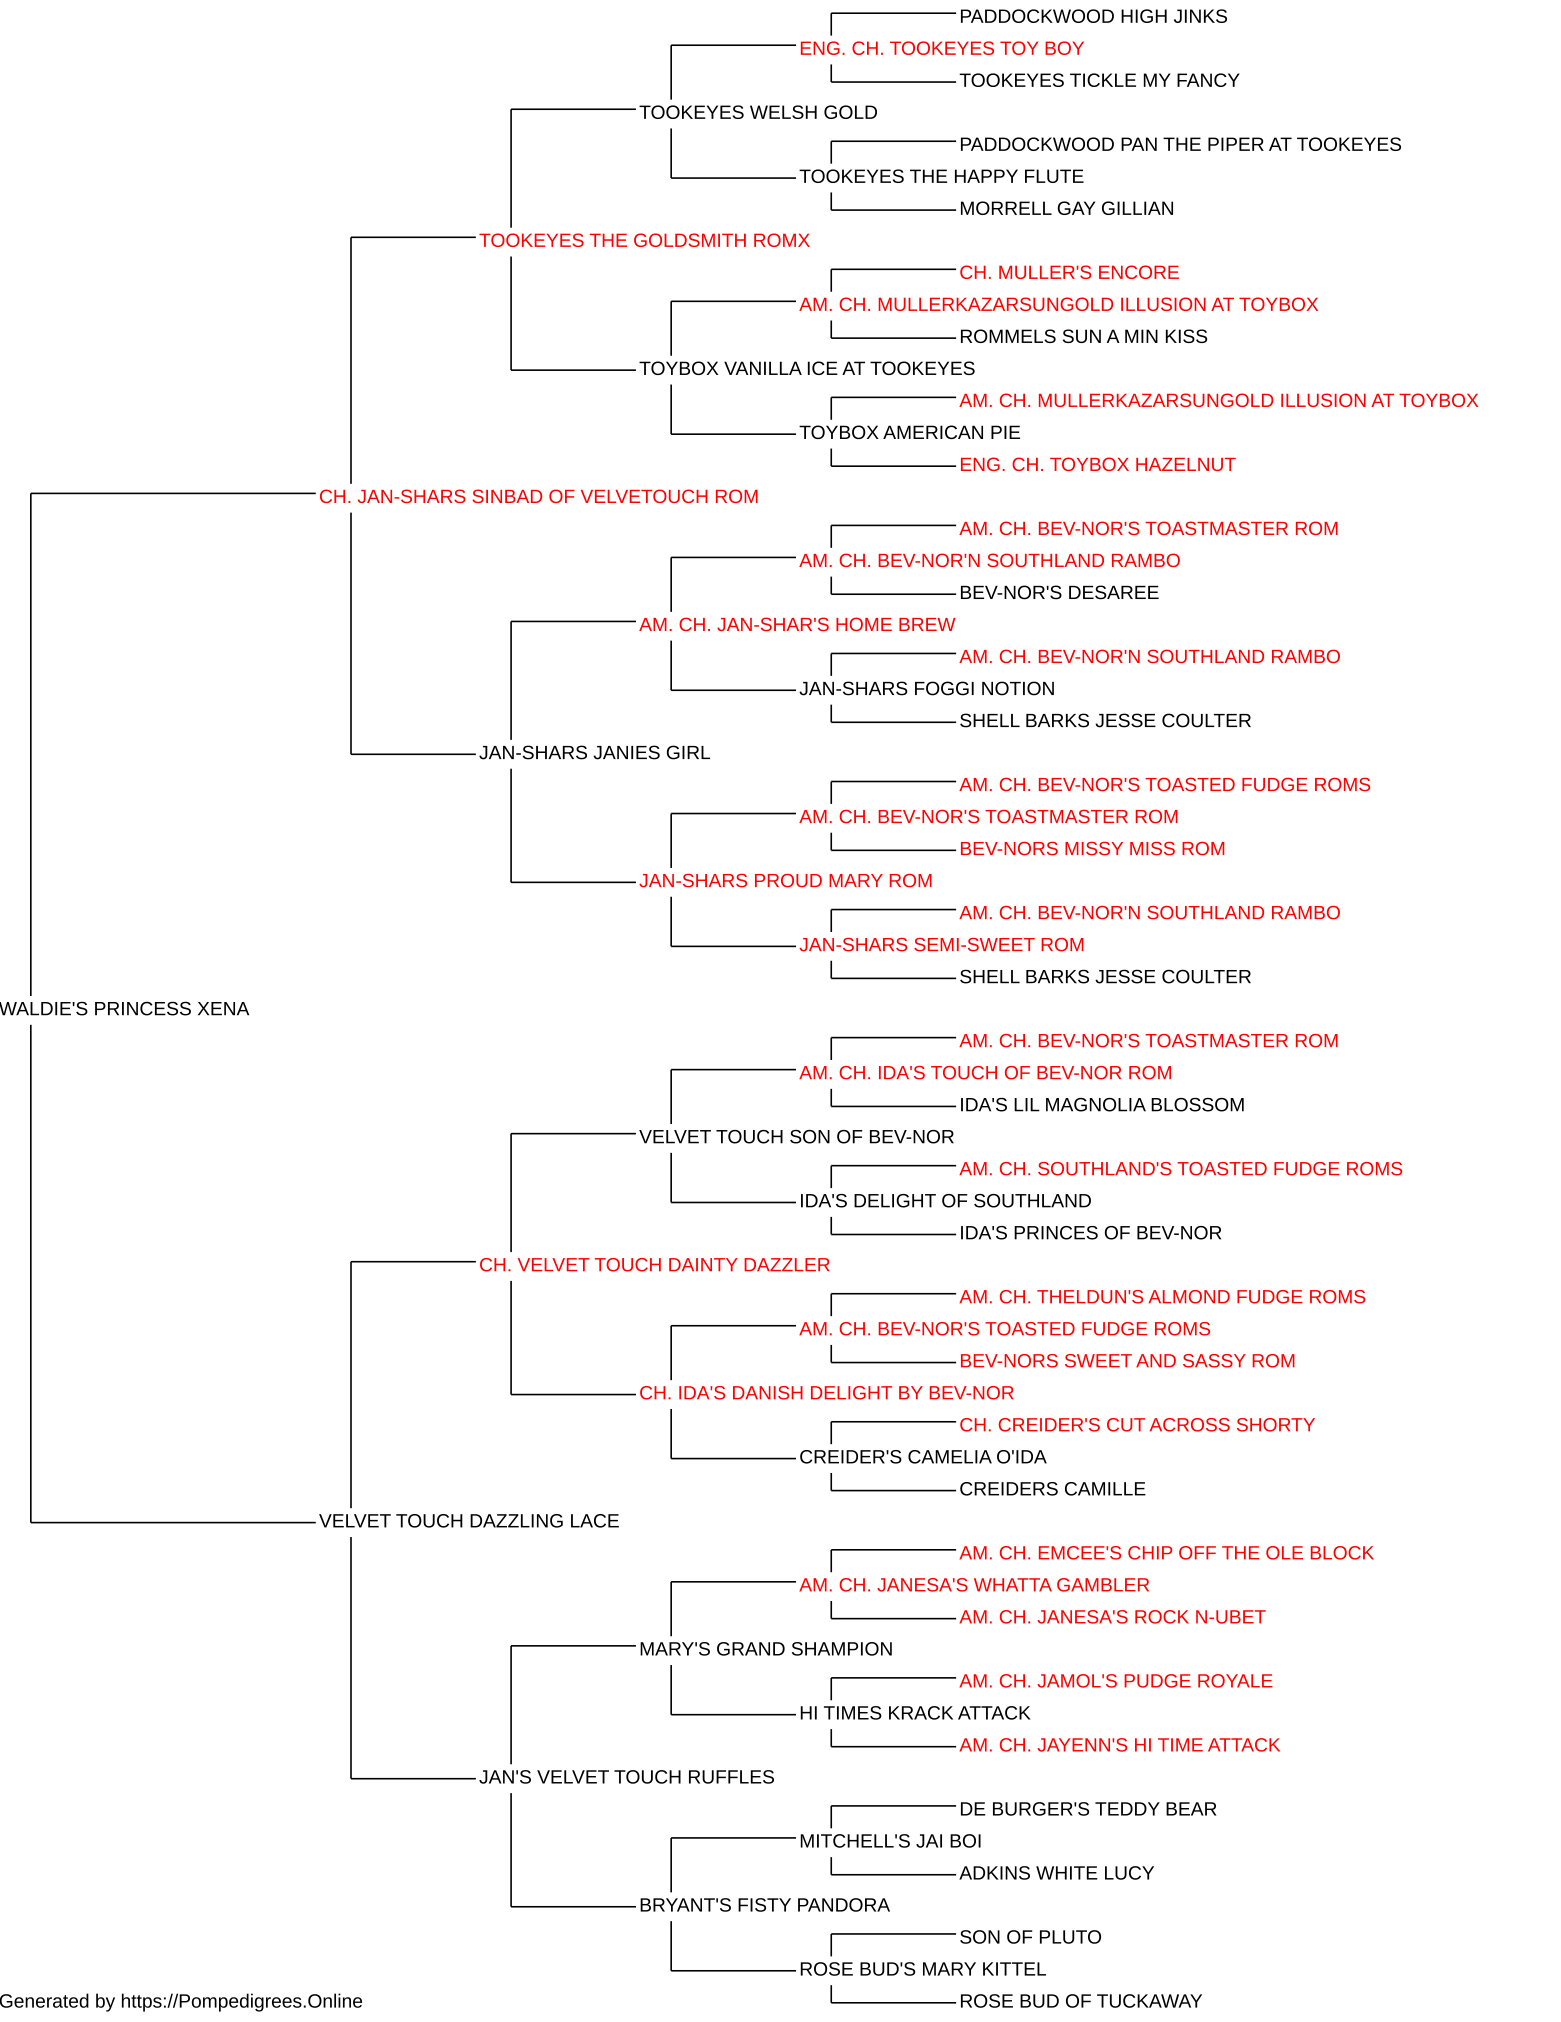 PADDOCKWOOD HIGH JINKS
ENG. CH. TOOKEYES TOY BOY
TOOKEYES TICKLE MY FANCY
TOOKEYES WELSH GOLD
PADDOCKWOOD PAN THE PIPER AT TOOKEYES
TOOKEYES THE HAPPY FLUTE
MORRELL GAY GILLIAN
TOOKEYES THE GOLDSMITH ROMX
CH. MULLER'S ENCORE
AM. CH. MULLERKAZARSUNGOLD ILLUSION AT TOYBOX
ROMMELS SUN A MIN KISS
TOYBOX VANILLA ICE AT TOOKEYES
AM. CH. MULLERKAZARSUNGOLD ILLUSION AT TOYBOX
TOYBOX AMERICAN PIE
ENG. CH. TOYBOX HAZELNUT
CH. JAN-SHARS SINBAD OF VELVETOUCH ROM
AM. CH. BEV-NOR'S TOASTMASTER ROM
AM. CH. BEV-NOR'N SOUTHLAND RAMBO
BEV-NOR'S DESAREE
AM. CH. JAN-SHAR'S HOME BREW
AM. CH. BEV-NOR'N SOUTHLAND RAMBO
JAN-SHARS FOGGI NOTION
SHELL BARKS JESSE COULTER
JAN-SHARS JANIES GIRL
AM. CH. BEV-NOR'S TOASTED FUDGE ROMS
AM. CH. BEV-NOR'S TOASTMASTER ROM
BEV-NORS MISSY MISS ROM
JAN-SHARS PROUD MARY ROM
AM. CH. BEV-NOR'N SOUTHLAND RAMBO
JAN-SHARS SEMI-SWEET ROM
SHELL BARKS JESSE COULTER
WALDIE'S PRINCESS XENA
AM. CH. BEV-NOR'S TOASTMASTER ROM
AM. CH. IDA'S TOUCH OF BEV-NOR ROM
IDA'S LIL MAGNOLIA BLOSSOM
VELVET TOUCH SON OF BEV-NOR
AM. CH. SOUTHLAND'S TOASTED FUDGE ROMS
IDA'S DELIGHT OF SOUTHLAND
IDA'S PRINCES OF BEV-NOR
CH. VELVET TOUCH DAINTY DAZZLER
AM. CH. THELDUN'S ALMOND FUDGE ROMS
AM. CH. BEV-NOR'S TOASTED FUDGE ROMS
BEV-NORS SWEET AND SASSY ROM
CH. IDA'S DANISH DELIGHT BY BEV-NOR
CH. CREIDER'S CUT ACROSS SHORTY
CREIDER'S CAMELIA O'IDA
CREIDERS CAMILLE
VELVET TOUCH DAZZLING LACE
AM. CH. EMCEE'S CHIP OFF THE OLE BLOCK
AM. CH. JANESA'S WHATTA GAMBLER
AM. CH. JANESA'S ROCK N-UBET
MARY'S GRAND SHAMPION
AM. CH. JAMOL'S PUDGE ROYALE
HI TIMES KRACK ATTACK
AM. CH. JAYENN'S HI TIME ATTACK
JAN'S VELVET TOUCH RUFFLES
DE BURGER'S TEDDY BEAR
MITCHELL'S JAI BOI
ADKINS WHITE LUCY
BRYANT'S FISTY PANDORA
SON OF PLUTO
ROSE BUD'S MARY KITTEL
ROSE BUD OF TUCKAWAY
Generated by https://Pompedigrees.Online